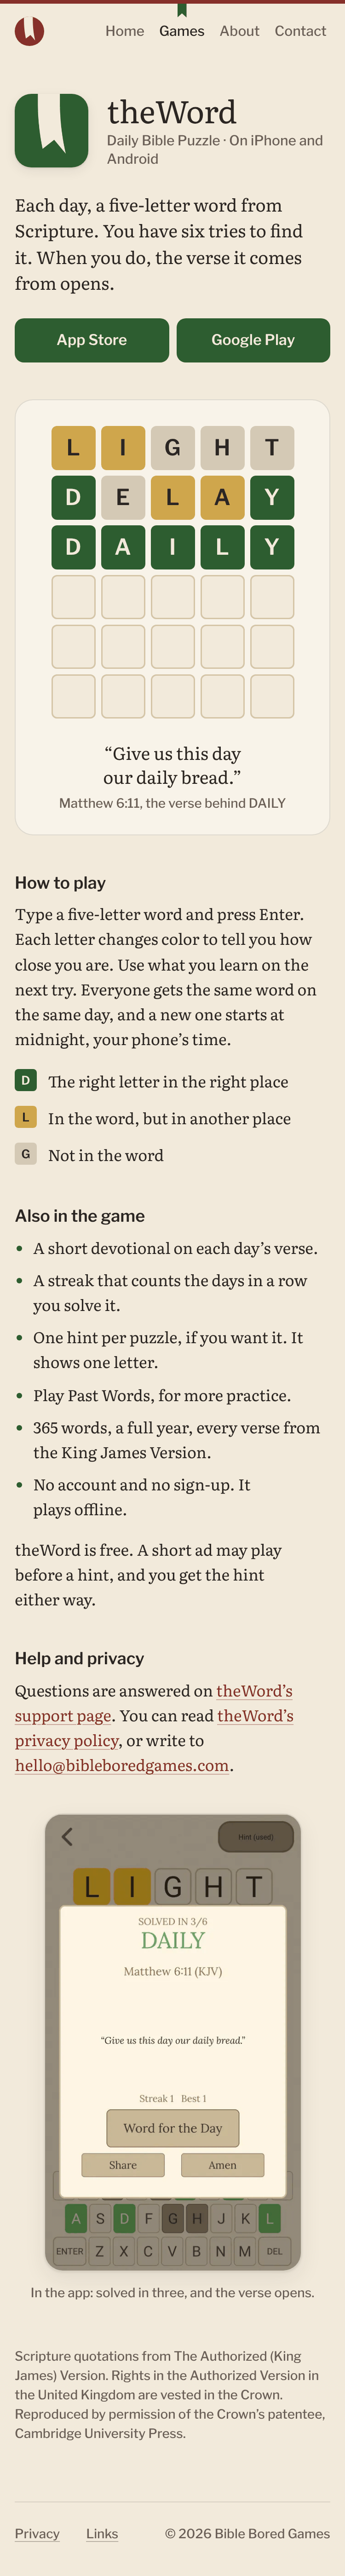 Home Games About Contact
theWord
Daily Bible Puzzle · On iPhone and
Android
Each day, a five-letter word from
Scripture. You have six tries to find
it. When you do, the verse it comes
from opens.
App Store Google Play
L I G H T
D E L A Y
D A I L Y
“Give us this day
our daily bread.”
Matthew 6:11, the verse behind DAILY
How to play
Type a five-letter word and press Enter.
Each letter changes color to tell you how
close you are. Use what you learn on the
next try. Everyone gets the same word on
the same day, and a new one starts at
midnight, your phone’s time.
D The right letter in the right place
L In the word, but in another place
G Not in the word
Also in the game
• A short devotional on each day’s verse.
• A streak that counts the days in a row
you solve it.
• One hint per puzzle, if you want it. It
shows one letter.
• Play Past Words, for more practice.
• 365 words, a full year, every verse from
the King James Version.
• No account and no sign-up. It
plays offline.
theWord is free. A short ad may play
before a hint, and you get the hint
either way.
Help and privacy
Questions are answered on theWord’s
support page. You can read theWord’s
privacy policy, or write to
hello@bibleboredgames.com.
Hint (used)
L I G H T
SOLVED IN 3/6
DAILY
Matthew 6:11 (KJV)
“Give us this day our daily bread.”
Streak 1 Best 1
Word for the Day
Share Amen
A S D F G H J K L
ENTER Z X C V B N M DEL
In the app: solved in three, and the verse opens.
Scripture quotations from The Authorized (King
James) Version. Rights in the Authorized Version in
the United Kingdom are vested in the Crown.
Reproduced by permission of the Crown’s patentee,
Cambridge University Press.
Privacy Links © 2026 Bible Bored Games